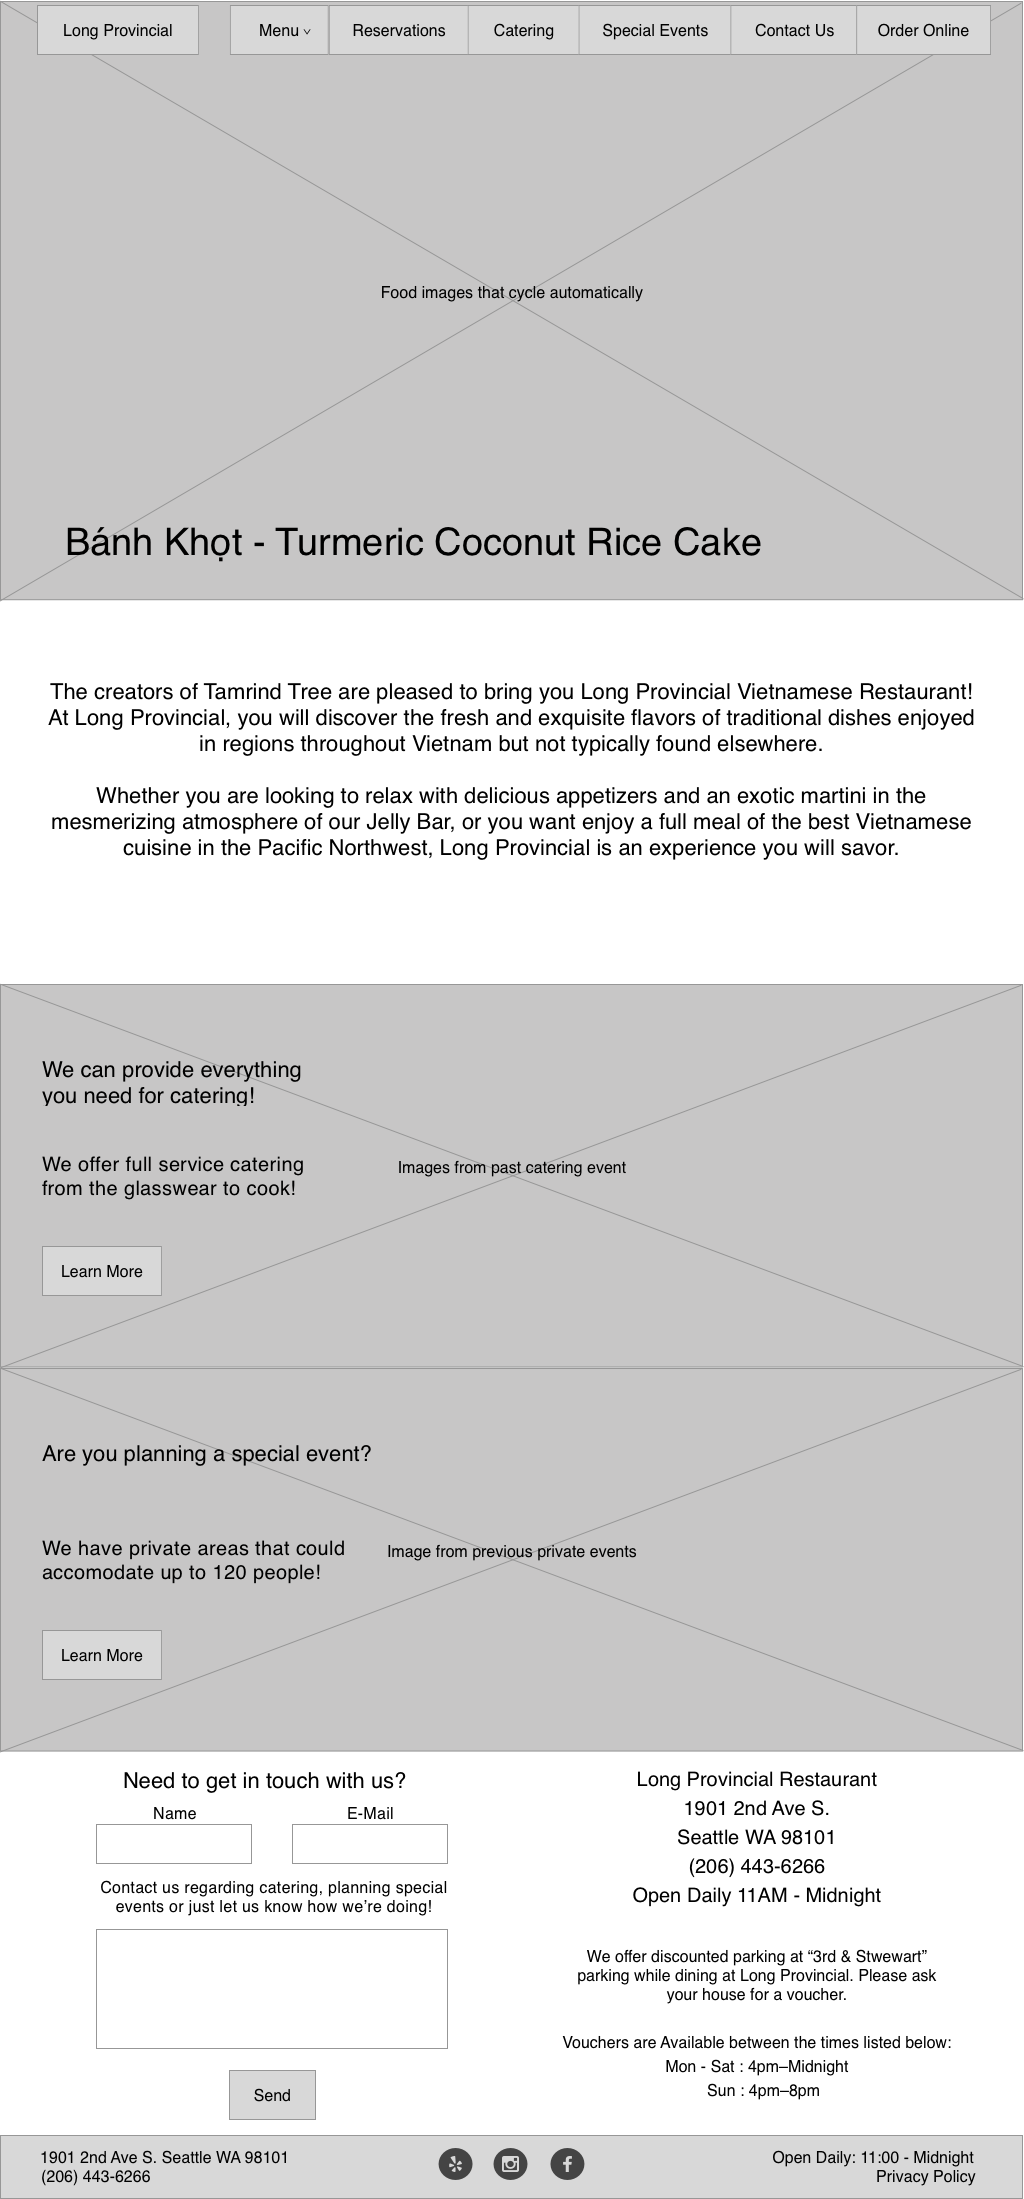 Long Provincial
Menu
Reservations
Catering
Special Events
Contact Us
Order Online
Food images that cycle automatically
Bánh Khọt - Turmeric Coconut Rice Cake
The creators of Tamrind Tree are pleased to bring you Long Provincial Vietnamese Restaurant!
At Long Provincial, you will discover the fresh and exquisite flavors of traditional dishes enjoyed
in regions throughout Vietnam but not typically found elsewhere.
Whether you are looking to relax with delicious appetizers and an exotic martini in the
mesmerizing atmosphere of our Jelly Bar, or you want enjoy a full meal of the best Vietnamese
cuisine in the Pacific Northwest, Long Provincial is an experience you will savor.
We can provide everything
you need for catering!
We offer full service catering
from the glasswear to cook!
Images from past catering event
Learn More
Are you planning a special event?
We have private areas that could
accomodate up to 120 people!
Image from previous private events
Learn More
Need to get in touch with us?
Name
E-Mail
Contact us regarding catering, planning special
events or just let us know how we're doing!
Send
Long Provincial Restaurant
1901 2nd Ave S.
Seattle WA 98101
(206) 443-6266
Open Daily 11AM - Midnight
We offer discounted parking at “3rd & Stwewart”
parking while dining at Long Provincial. Please ask
your house for a voucher.
Vouchers are Available between the times listed below:
Mon - Sat : 4pm–Midnight
Sun : 4pm–8pm
1901 2nd Ave S. Seattle WA 98101
(206) 443-6266
Open Daily: 11:00 - Midnight
Privacy Policy